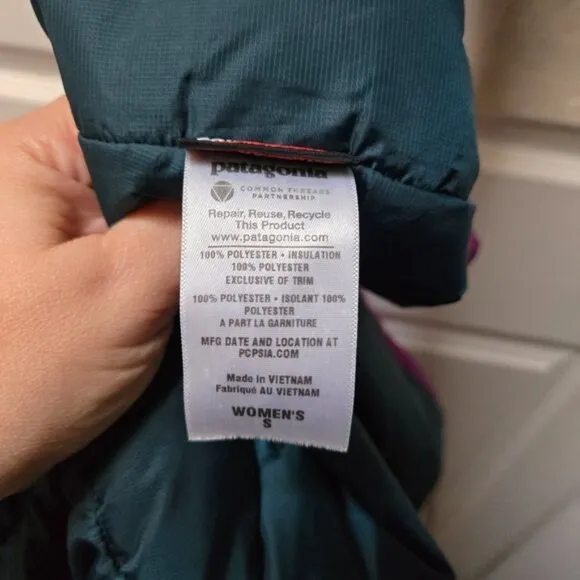 patagonia
COMMON THREADS
PARTNERSHIP
Repair, Reuse, Recycle
This Product
www.patagonia.com
100% POLYESTER • INSULATION
100% POLYESTER
EXCLUSIVE OF TRIM
100% POLYESTER • ISOLANT 100%
POLYESTER
A PART LA GARNITURE
MFG DATE AND LOCATION AT
PCPSIA.COM
Made in VIETNAM
Fabriqué AU VIETNAM
WOMEN'S
S